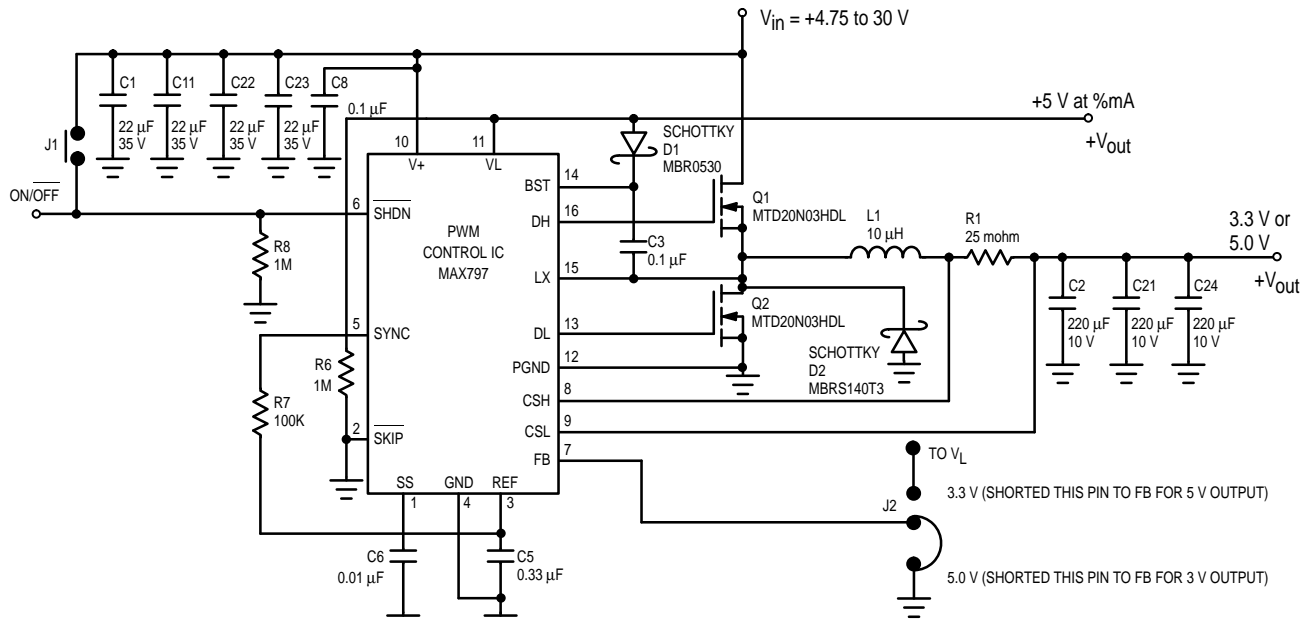 Vin = +4.75 to 30 V
C1
22 µF
35 V
C11
22 µF
35 V
C22
22 µF
35 V
C23
22 µF
35 V
C8
0.1 µF
+5 V at %mA
+Vout
J1
ON/OFF
10
V+
11
VL
SCHOTTKY
D1
MBR0530
14
BST
16
DH
15
LX
13
DL
12
PGND
8
CSH
9
CSL
7
FB
6
SHDN
5
SYNC
2
SKIP
PWM
CONTROL IC
MAX797
SS
1
GND
4
REF
3
R8
1M
R6
1M
R7
100K
C3
0.1 µF
Q1
MTD20N03HDL
Q2
MTD20N03HDL
L1
10 µH
R1
25 mohm
3.3 V or
5.0 V
+Vout
C2
220 µF
10 V
C21
220 µF
10 V
C24
220 µF
10 V
SCHOTTKY
D2
MBRS140T3
TO VL
3.3 V (SHORTED THIS PIN TO FB FOR 5 V OUTPUT)
J2
5.0 V (SHORTED THIS PIN TO FB FOR 3 V OUTPUT)
C6
0.01 µF
C5
0.33 µF